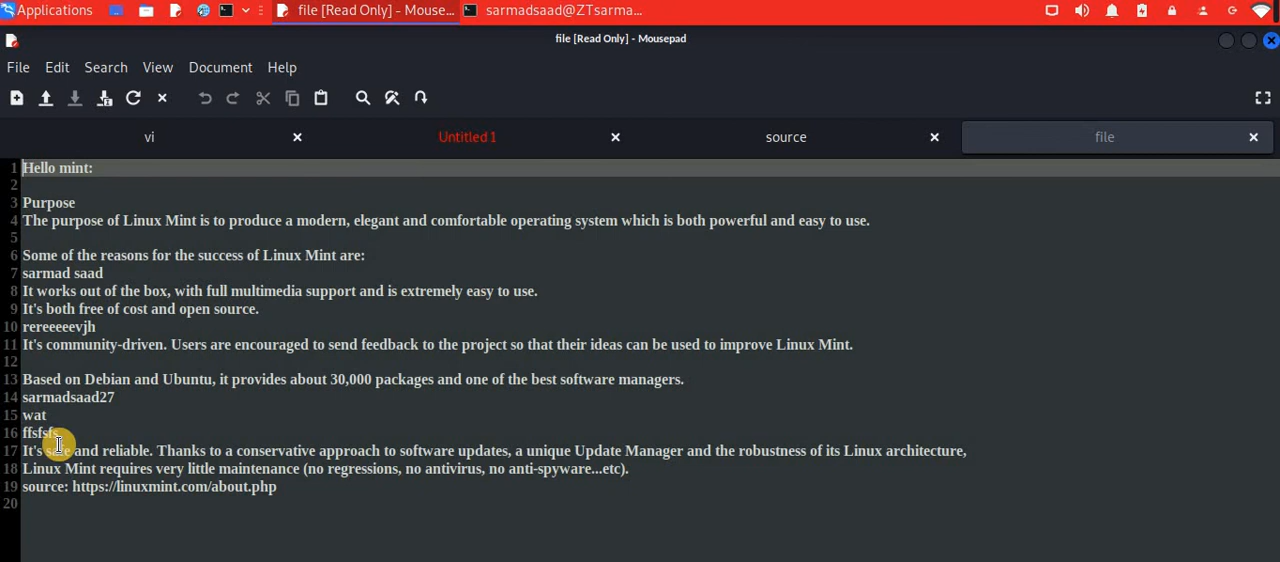 Applications
file [Read Only] - Mouse...
sarmadsaad@ZTsarma...
file [Read Only] - Mousepad
File Edit Search View Document Help
vi
Untitled 1
source
file
1 Hello mint:
2
3 Purpose
4 The purpose of Linux Mint is to produce a modern, elegant and comfortable operating system which is both powerful and easy to use.
5
6 Some of the reasons for the success of Linux Mint are:
7 sarmad saad
8 It works out of the box, with full multimedia support and is extremely easy to use.
9 It's both free of cost and open source.
10 rereeeeevjh
11 It's community-driven. Users are encouraged to send feedback to the project so that their ideas can be used to improve Linux Mint.
12
13 Based on Debian and Ubuntu, it provides about 30,000 packages and one of the best software managers.
14 sarmadsaad27
15 wat
16 ffsfsfs
17 It's safe and reliable. Thanks to a conservative approach to software updates, a unique Update Manager and the robustness of its Linux architecture,
18 Linux Mint requires very little maintenance (no regressions, no antivirus, no anti-spyware...etc).
19 source: https://linuxmint.com/about.php
20